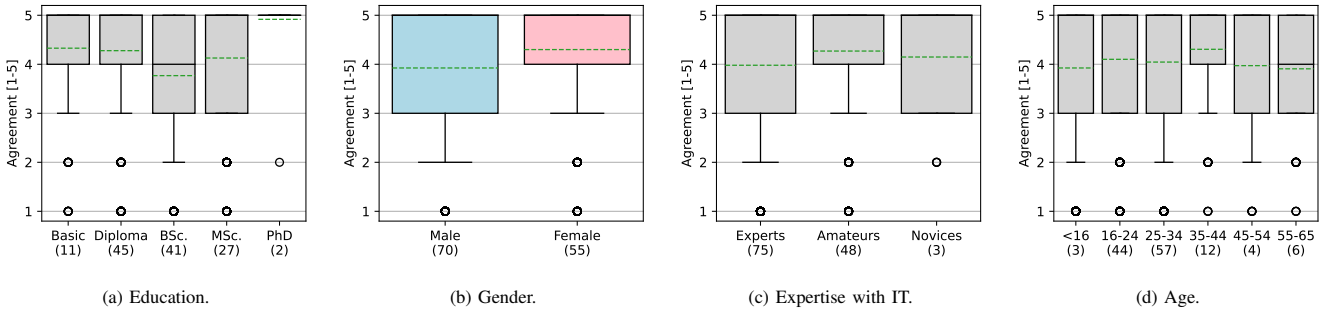 Agreement [1-5]
5
4
3
2
1
Basic (11)
Diploma (45)
BSc. (41)
MSc. (27)
PhD (2)
(a) Education.
Agreement [1-5]
5
4
3
2
1
Male (70)
Female (55)
(b) Gender.
Agreement [1-5]
5
4
3
2
1
Experts (75)
Amateurs (48)
Novices (3)
(c) Expertise with IT.
Agreement [1-5]
5
4
3
2
1
<16 (3)
16-24 (44)
25-34 (57)
35-44 (12)
45-54 (4)
55-65 (6)
(d) Age.